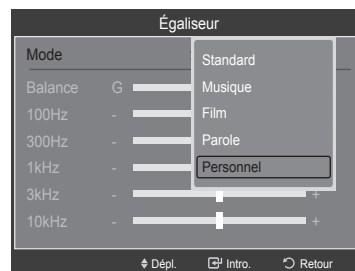 Égaliseur
Mode :
Standard
Balance G
Musique
100Hz -
Film
300Hz -
Parole
1kHz -
Personnel
3kHz - +
10kHz - +
Dépl. Intro. Retour